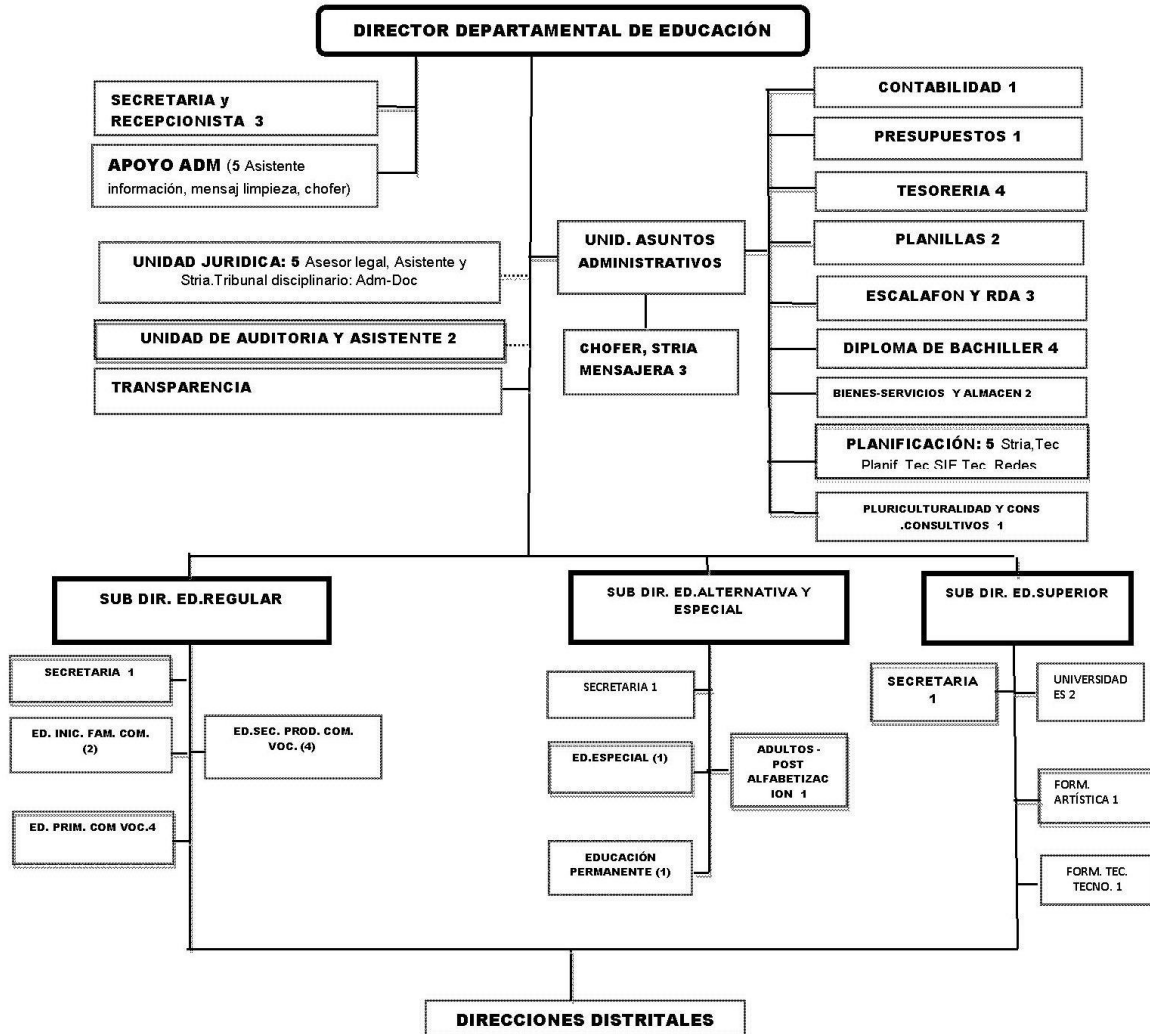 DIRECTOR DEPARTAMENTAL DE EDUCACIÓN
SECRETARIA y
RECEPCIONISTA 3
APOYO ADM (5 Asistente
información, mensaj limpieza, chofer)
UNIDAD JURIDICA: 5 Asesor legal, Asistente y
Stria.Tribunal disciplinario: Adm-Doc
UNIDAD DE AUDITORIA Y ASISTENTE 2
TRANSPARENCIA
UNID. ASUNTOS
ADMINISTRATIVOS
CHOFER, STRIA
MENSAJERA 3
CONTABILIDAD 1
PRESUPUESTOS 1
TESORERIA 4
PLANILLAS 2
ESCALAFON Y RDA 3
DIPLOMA DE BACHILLER 4
BIENES-SERVICIOS Y ALMACEN 2
PLANIFICACIÓN: 5 Stria,Tec
Planif. Tec SIE Tec. Redes
PLURICULTURALIDAD Y CONS
.CONSULTIVOS 1
SUB DIR. ED.REGULAR
SECRETARIA 1
ED. INIC. FAM. COM.
(2)
ED.SEC. PROD. COM.
VOC. (4)
ED. PRIM. COM VOC.4
SUB DIR. ED.ALTERNATIVA Y
ESPECIAL
SECRETARIA 1
ED.ESPECIAL (1)
ADULTOS -
POST
ALFABETIZAC
ION 1
EDUCACIÓN
PERMANENTE (1)
SUB DIR. ED.SUPERIOR
SECRETARIA
1
UNIVERSIDAD
ES 2
FORM.
ARTÍSTICA 1
FORM. TEC.
TECNO. 1
DIRECCIONES DISTRITALES